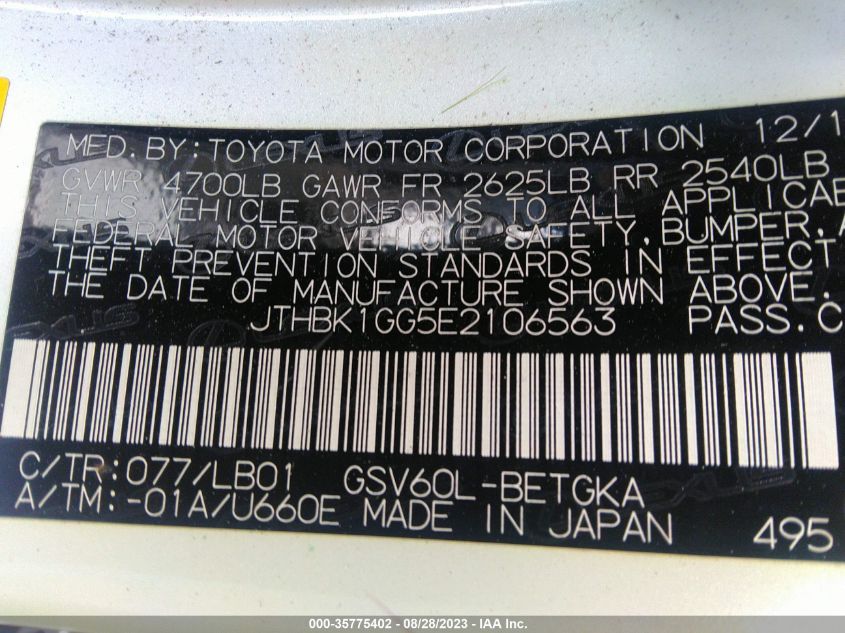 MFD. BY: TOYOTA MOTOR CORPORATION 12/1
GVWR 4700LB GAWR FR 2625LB RR 2540LB
THIS VEHICLE CONFORMS TO ALL APPLICAB
FEDERAL MOTOR VEHICLE SAFETY, BUMPER, A
THEFT PREVENTION STANDARDS IN EFFECT
THE DATE OF MANUFACTURE SHOWN ABOVE.
JTHBK1GG5E2106563 PASS. C
C/TR: 077/LB01 GSV60L-BETGKA
A/TM: -01A/U660E MADE IN JAPAN 495
000-35775402 - 08/28/2023 - IAA Inc.